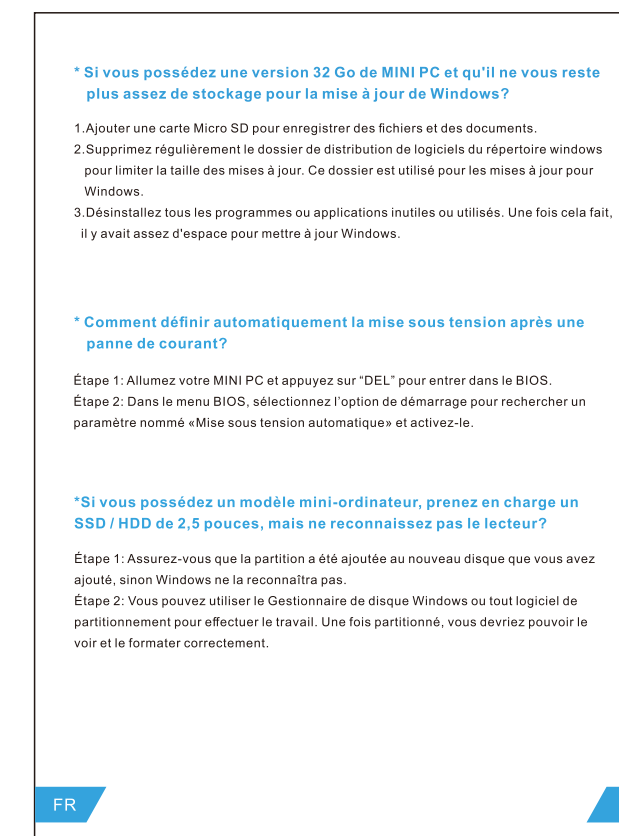 * Si vous possédez une version 32 Go de MINI PC et qu'il ne vous reste
plus assez de stockage pour la mise à jour de Windows?
1.Ajouter une carte Micro SD pour enregistrer des fichiers et des documents.
2.Supprimez régulièrement le dossier de distribution de logiciels du répertoire windows
pour limiter la taille des mises à jour. Ce dossier est utilisé pour les mises à jour pour
Windows.
3.Désinstallez tous les programmes ou applications inutiles ou utilisés. Une fois cela fait,
il y avait assez d'espace pour mettre à jour Windows.
* Comment définir automatiquement la mise sous tension après une
panne de courant?
Étape 1: Allumez votre MINI PC et appuyez sur “DEL” pour entrer dans le BIOS.
Étape 2: Dans le menu BIOS, sélectionnez l’option de démarrage pour rechercher un
paramètre nommé «Mise sous tension automatique» et activez-le.
*Si vous possédez un modèle mini-ordinateur, prenez en charge un
SSD / HDD de 2,5 pouces, mais ne reconnaissez pas le lecteur?
Étape 1: Assurez-vous que la partition a été ajoutée au nouveau disque que vous avez
ajouté, sinon Windows ne la reconnaîtra pas.
Étape 2: Vous pouvez utiliser le Gestionnaire de disque Windows ou tout logiciel de
partitionnement pour effectuer le travail. Une fois partitionné, vous devriez pouvoir le
voir et le formater correctement.
FR